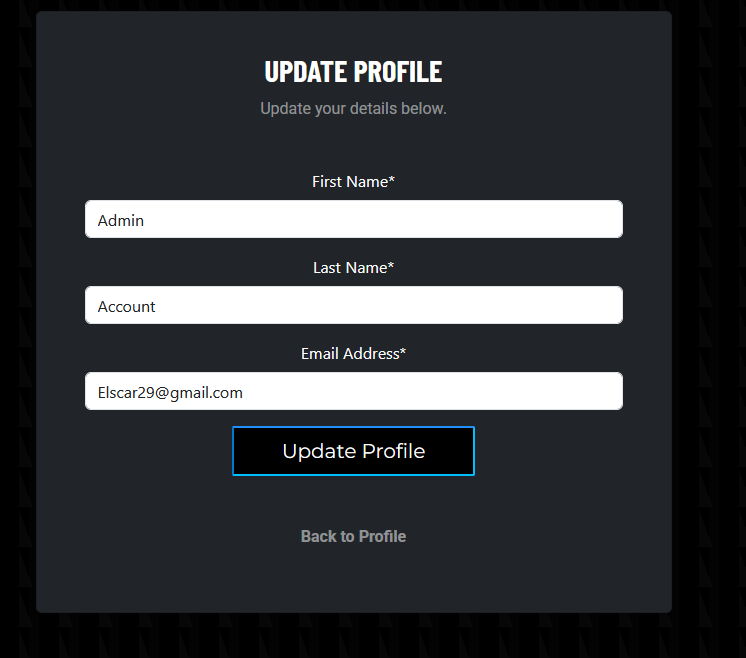 UPDATE PROFILE
Update your details below.
First Name*
Admin
Last Name*
Account
Email Address*
Elscar29@gmail.com
Update Profile
Back to Profile